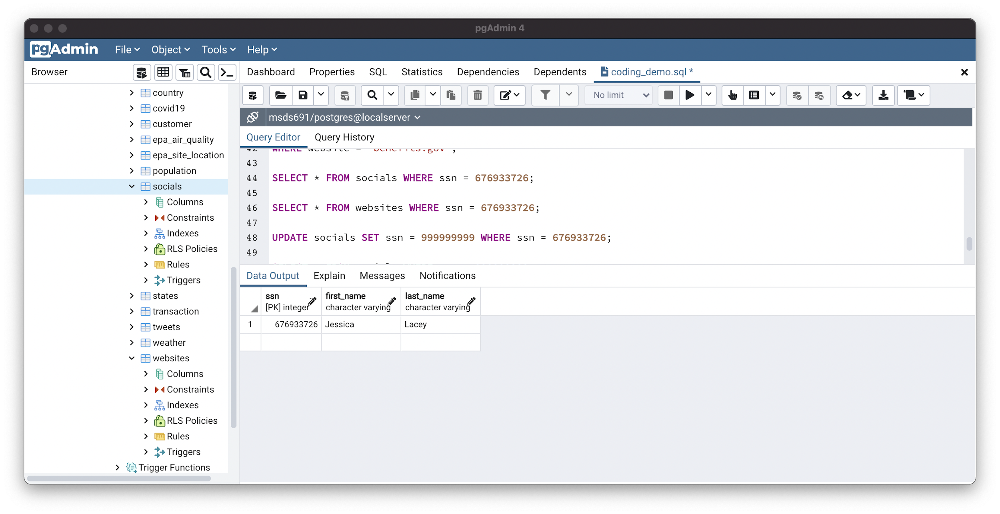 pgAdmin 4
pgAdmin File Object Tools Help
Browser
Dashboard Properties SQL Statistics Dependencies Dependents coding_demo.sql *
No limit
msds691/postgres@localserver
Query Editor Query History
country
covid19
customer
epa_air_quality
epa_site_location
population
socials
Columns
Constraints
Indexes
RLS Policies
Rules
Triggers
states
transaction
tweets
weather
websites
Columns
Constraints
Indexes
RLS Policies
Rules
Triggers
Trigger Functions
42 WHERE website = 'benefits.gov';
43
44 SELECT * FROM socials WHERE ssn = 676933726;
45
46 SELECT * FROM websites WHERE ssn = 676933726;
47
48 UPDATE socials SET ssn = 999999999 WHERE ssn = 676933726;
49
Data Output Explain Messages Notifications
ssn first_name last_name
[PK] integer character varying character varying
1 676933726 Jessica Lacey